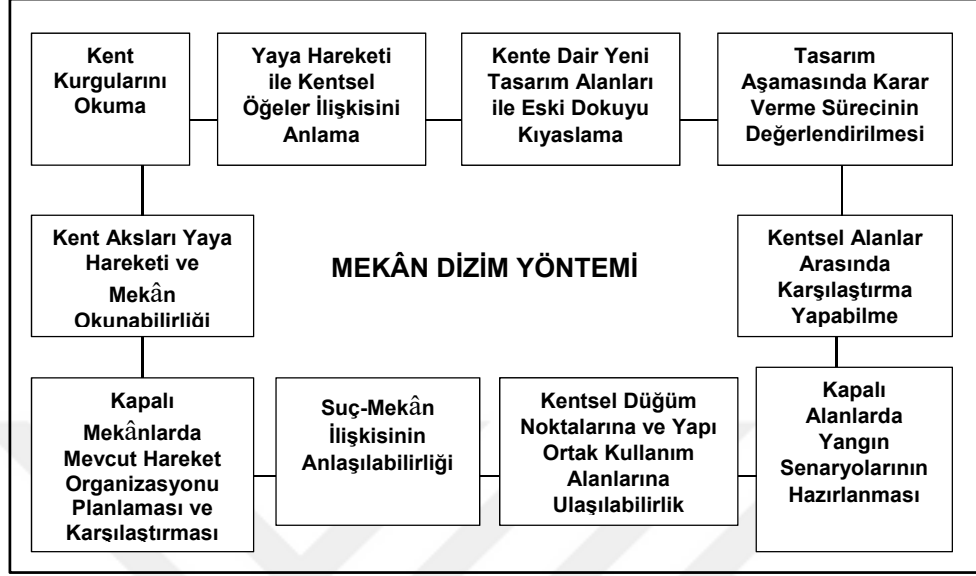 Kent
Kurgularını
Okuma
Yaya Hareketi
ile Kentsel
Öğeler İlişkisini
Anlama
Kente Dair Yeni
Tasarım Alanları
ile Eski Dokuyu
Kıyaslama
Tasarım
Aşamasında Karar
Verme Sürecinin
Değerlendirilmesi
Kent Aksları Yaya
Hareketi ve
Mekân
Okunabilirliği
MEKÂN DİZİM YÖNTEMİ
Kentsel Alanlar
Arasında
Karşılaştırma
Yapabilme
Kapalı
Mekânlarda
Mevcut Hareket
Organizasyonu
Planlaması ve
Karşılaştırması
Suç-Mekân
İlişkisinin
Anlaşılabilirliği
Kentsel Düğüm
Noktalarına ve Yapı
Ortak Kullanım
Alanlarına
Ulaşılabilirlik
Kapalı
Alanlarda
Yangın
Senaryolarının
Hazırlanması